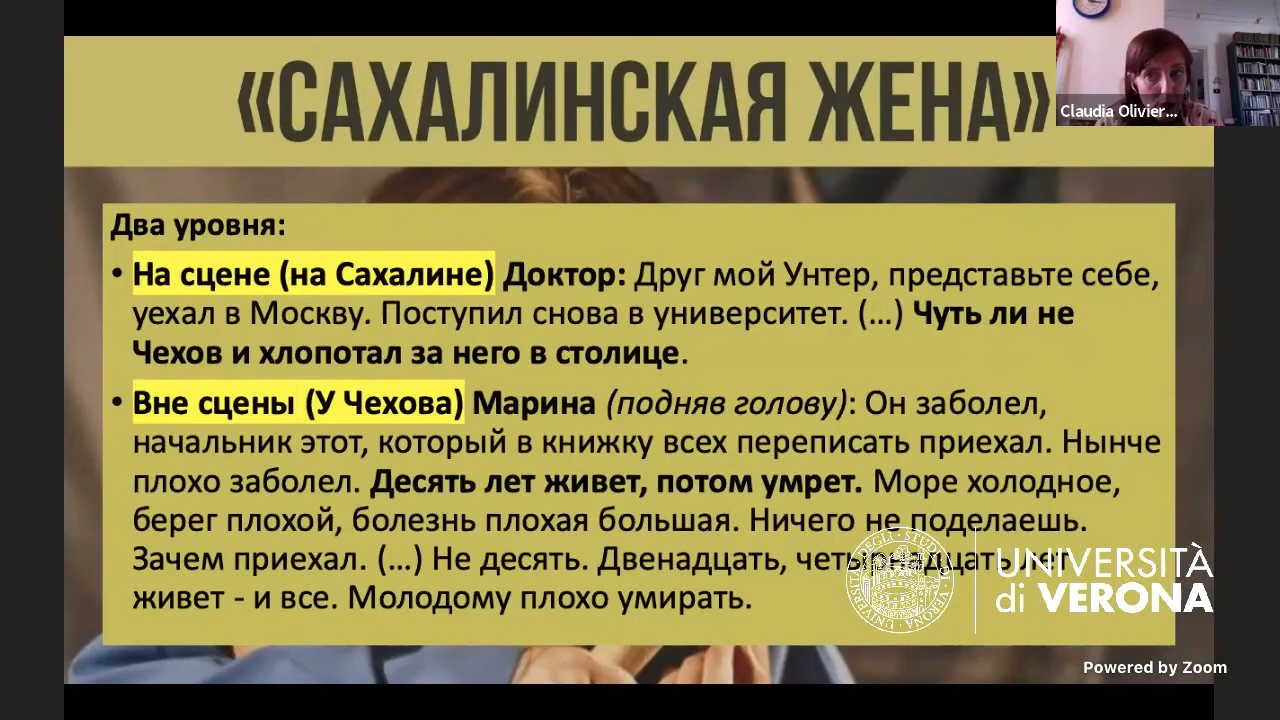 «САХАЛИНСКАЯ ЖЕНА»
Claudia Olivier...
Два уровня:
• На сцене (на Сахалине) Доктор: Друг мой Унтер, представьте себе,
уехал в Москву. Поступил снова в университет. (…) Чуть ли не
Чехов и хлопотал за него в столице.
• Вне сцены (У Чехова) Марина (подняв голову): Он заболел,
начальник этот, который в книжку всех переписать приехал. Нынче
плохо заболел. Десять лет живет, потом умрет. Море холодное,
берег плохой, болезнь плохая большая. Ничего не поделаешь.
Зачем приехал. (…) Не десять. Двенадцать, четырнадцать лет
живет - и все. Молодому плохо умирать.
UNIVERSITÀ
di VERONA
Powered by Zoom